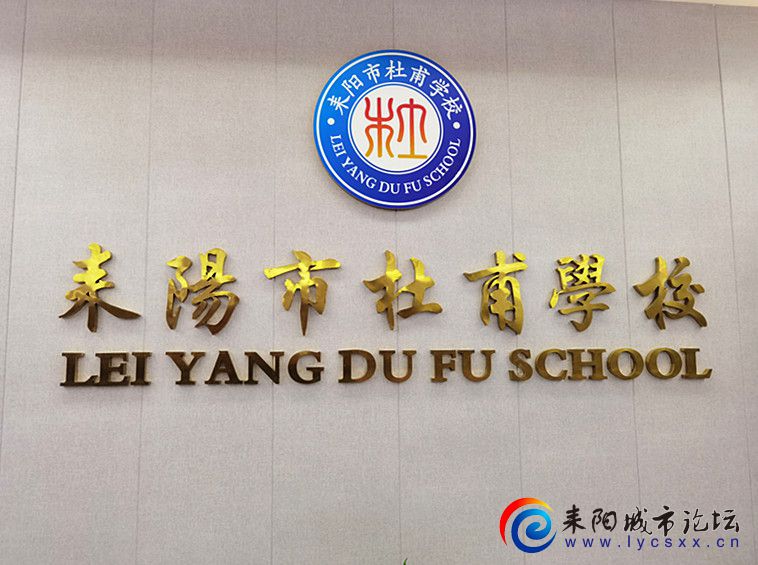 耒阳市杜甫学校
杜
LEI YANG DU FU SCHOOL
耒陽市杜甫學校
LEI YANG DU FU SCHOOL
耒阳城市论坛
www.lycsxx.cn